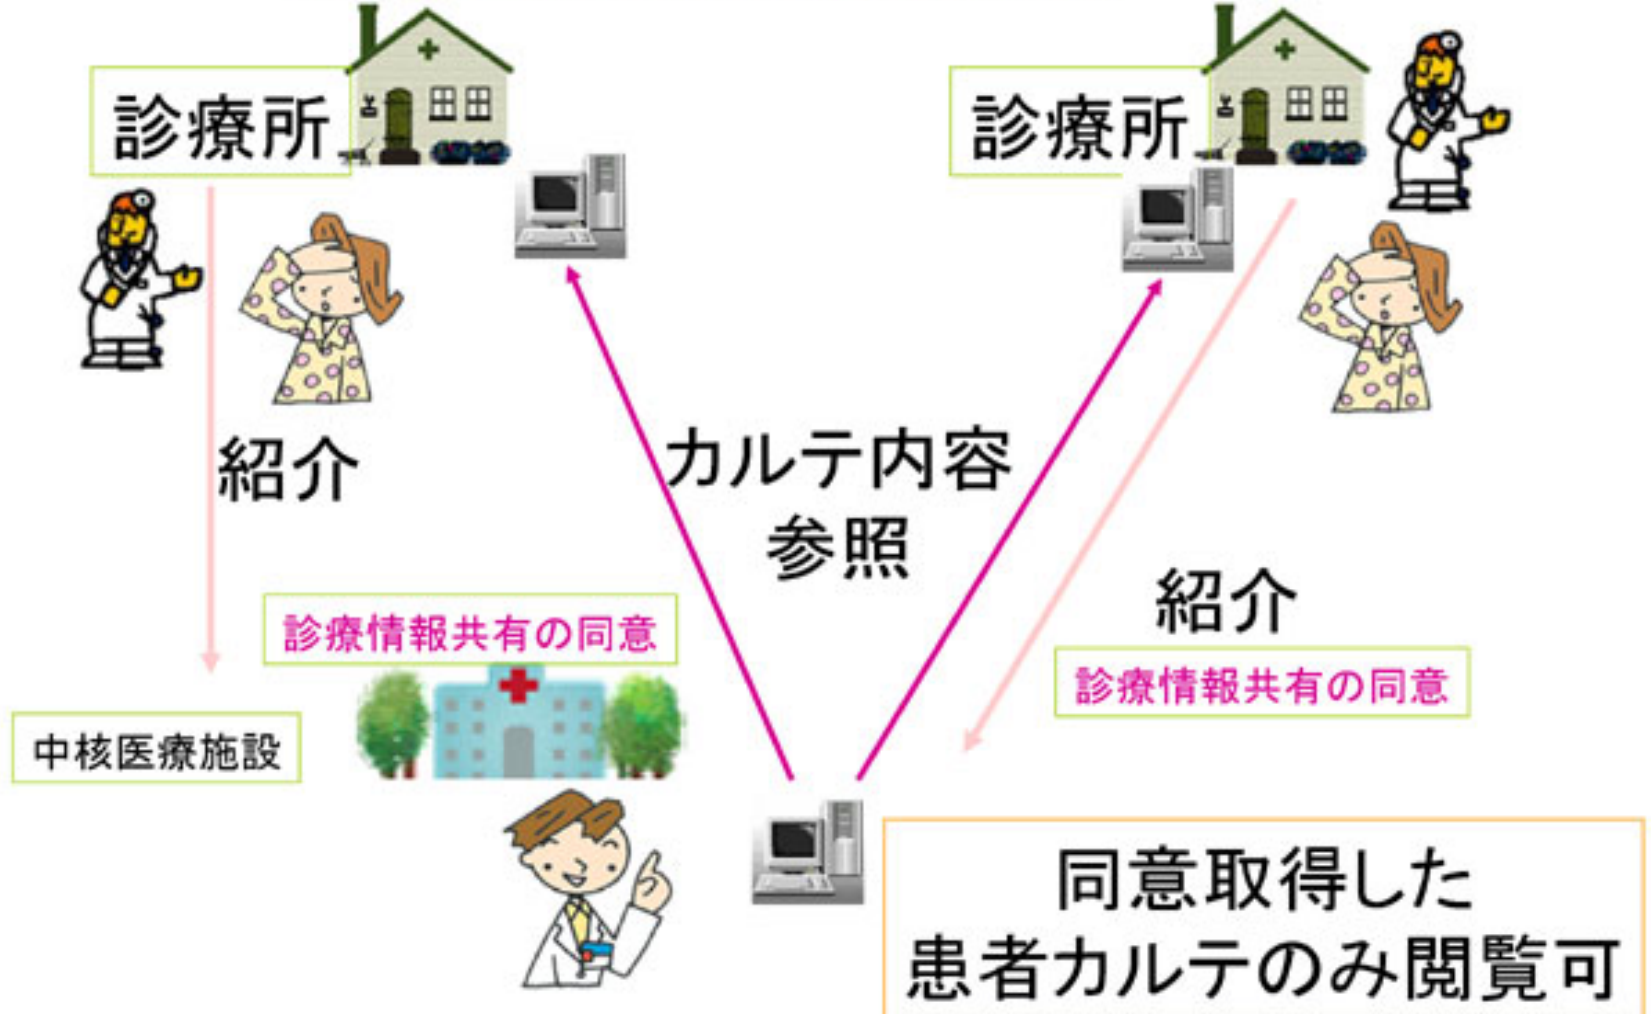 診療所
診療所
紹介
カルテ内容
参照
紹介
診療情報共有の同意
診療情報共有の同意
中核医療施設
同意取得した
患者カルテのみ閲覧可